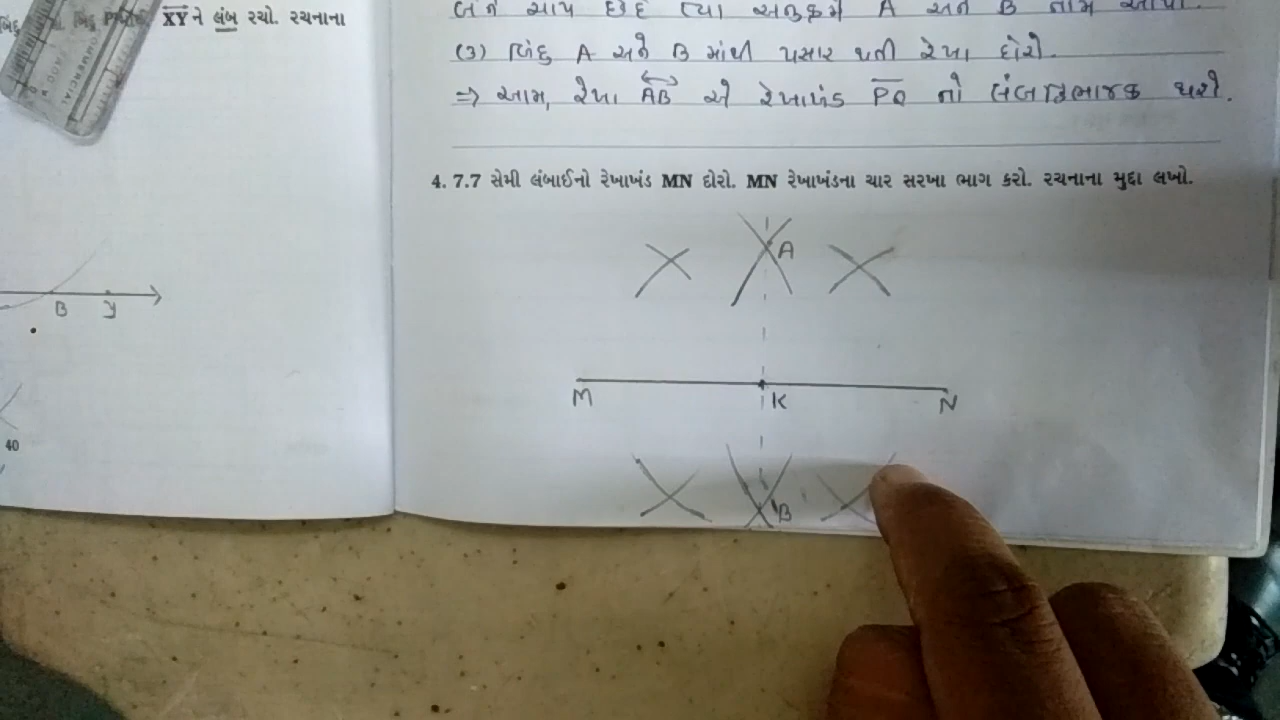 XY ને લંબ રચો. રચનાના
B y
40
(3) બિંદુ A અને B માંથી પસાર થતી રેખા દોરો.
⇒ આમ, રેખા AB એ રેખાખંડ PQ નો લંબદ્વિભાજક થશે.
4. 7.7 સેમી લંબાઈનો રેખાખંડ MN દોરો. MN રેખાખંડના ચાર સરખા ભાગ કરો. રચનાના મુદ્દા લખો.
A
M K N
B